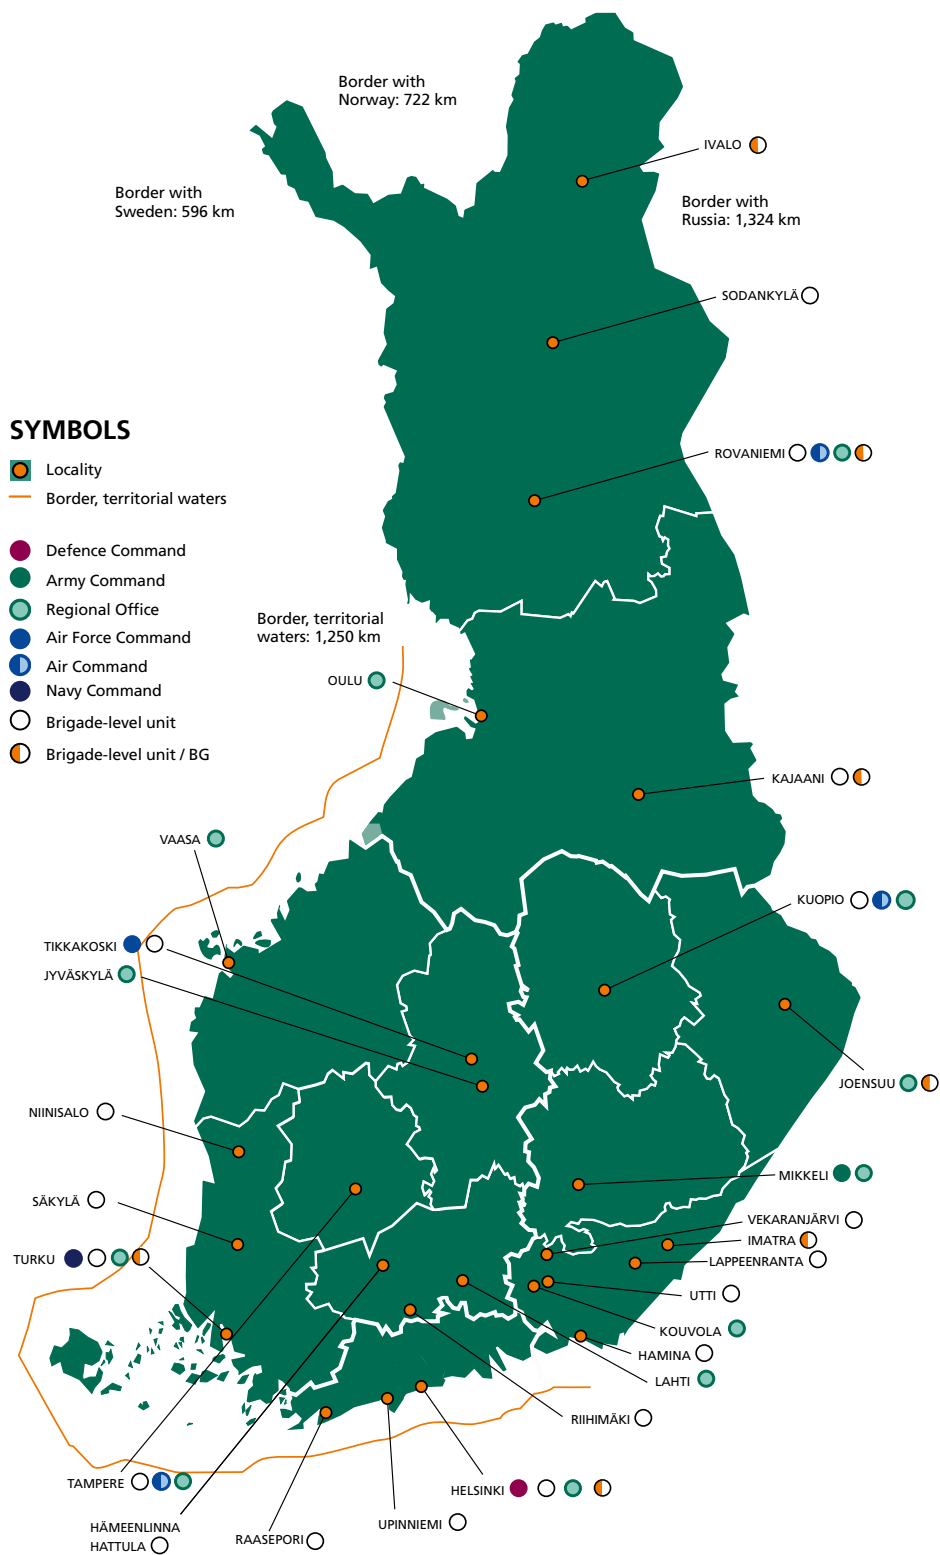 Border with
Norway: 722 km
IVALO
Border with
Sweden: 596 km
Border with
Russia: 1,324 km
SODANKYLÄ
SYMBOLS
Locality
Border, territorial waters
Defence Command
Army Command
Regional Office
Air Force Command
Air Command
Navy Command
Brigade-level unit
Brigade-level unit / BG
ROVANIEMI
Border, territorial
waters: 1,250 km
OULU
KAJAANI
VAASA
KUOPIO
TIKKAKOSKI
JYVÄSKYLÄ
JOENSUU
NIINISALO
MIKKELI
SÄKYLÄ
VEKARANJÄRVI
IMATRA
TURKU
LAPPEENRANTA
UTTI
KOUVOLA
HAMINA
LAHTI
RIIHIMÄKI
TAMPERE
HELSINKI
HÄMEENLINNA
HATTULA
RAASEPORI
UPINNIEMI